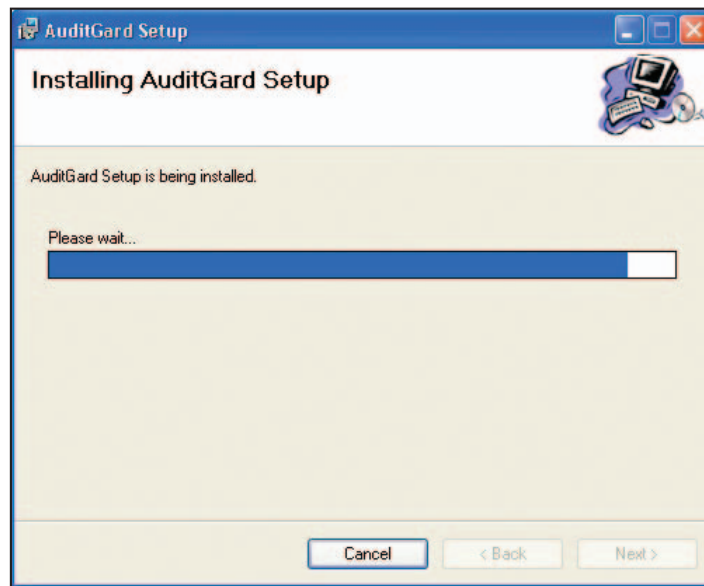 AuditGard Setup
Installing AuditGard Setup
AuditGard Setup is being installed.
Please wait...
Cancel
< Back
Next >